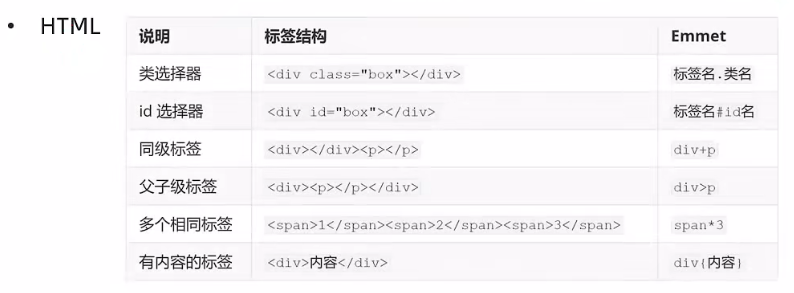 • HTML
说明 标签结构 Emmet
类选择器 <div class="box"></div> 标签名.类名
id 选择器 <div id="box"></div> 标签名#id名
同级标签 <div></div><p></p> div+p
父子级标签 <div><p></p></div> div>p
多个相同标签 <span>1</span><span>2</span><span>3</span> span*3
有内容的标签 <div>内容</div> div{内容}